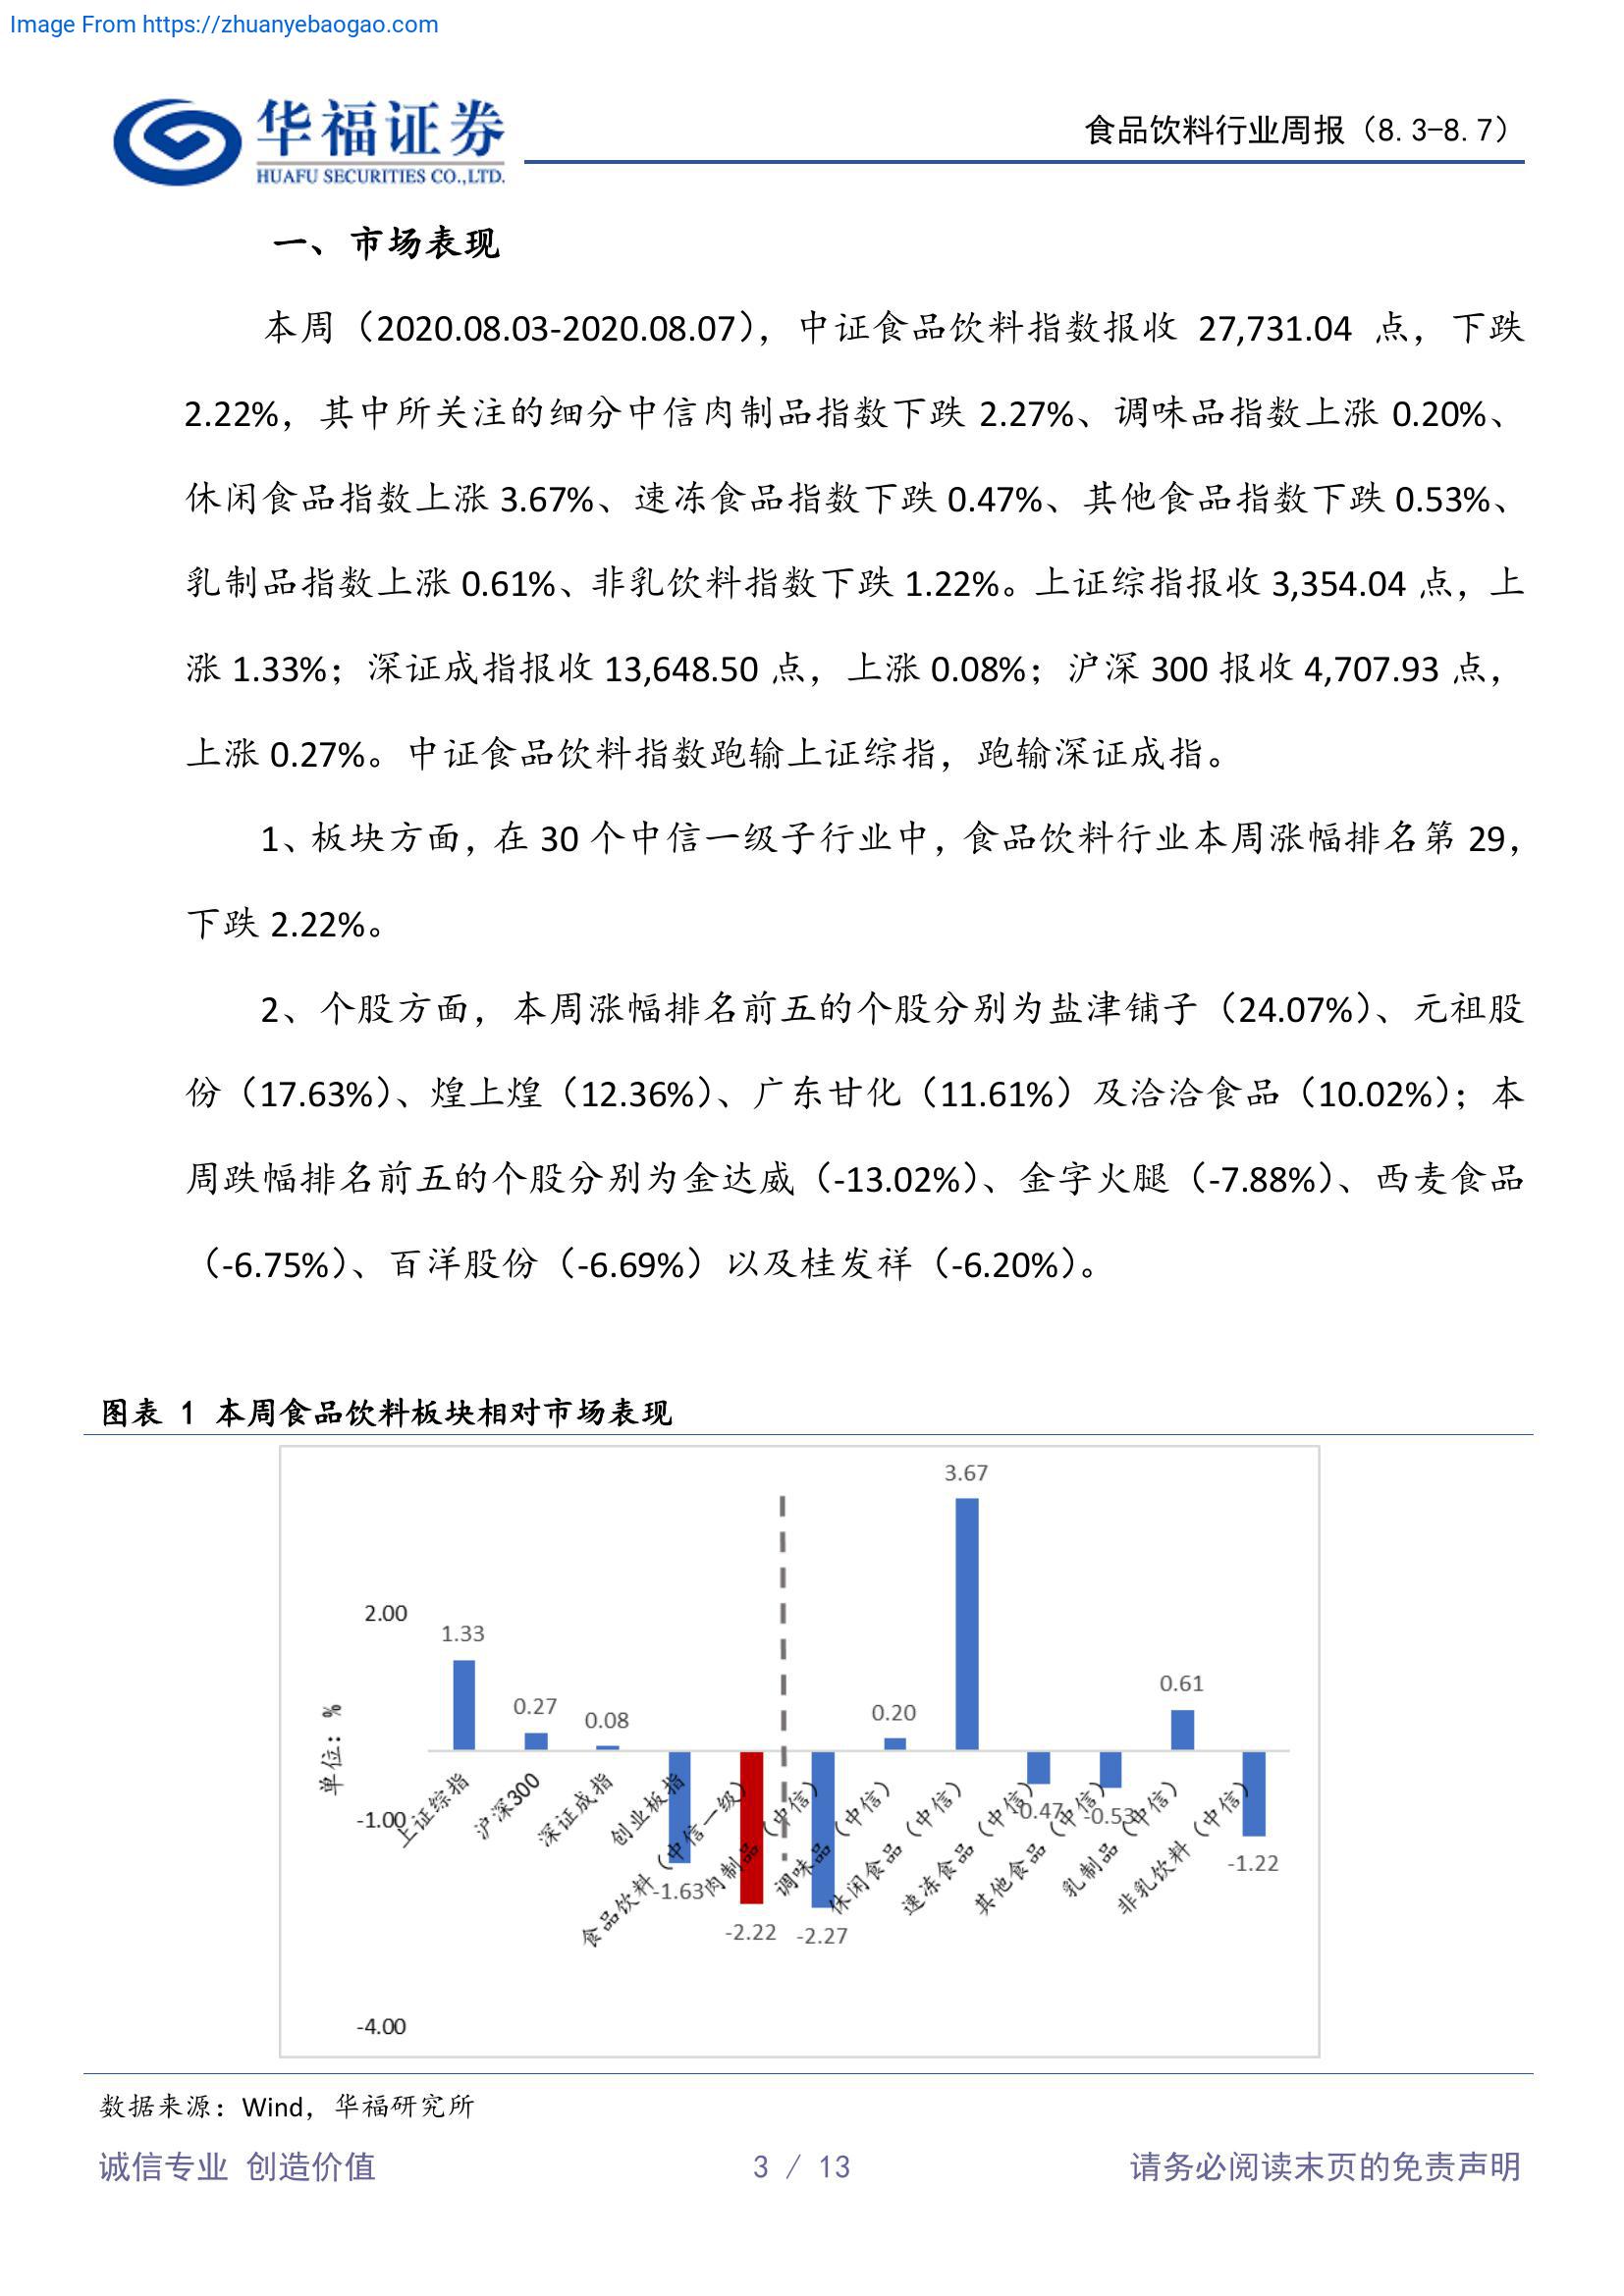 Image From https://zhuanyebaogao.com
华福证券
HUAFU SECURITIES CO.,LTD.
食品饮料行业周报（8.3-8.7）
一、市场表现
本周（2020.08.03-2020.08.07），中证食品饮料指数报收 27,731.04 点，下跌
2.22%，其中所关注的细分中信肉制品指数下跌 2.27%、调味品指数上涨 0.20%、
休闲食品指数上涨 3.67%、速冻食品指数下跌 0.47%、其他食品指数下跌 0.53%、
乳制品指数上涨 0.61%、非乳饮料指数下跌 1.22%。上证综指报收 3,354.04 点，上
涨 1.33%；深证成指报收 13,648.50 点，上涨 0.08%；沪深 300 报收 4,707.93 点，
上涨 0.27%。中证食品饮料指数跑输上证综指，跑输深证成指。
1、板块方面，在 30 个中信一级子行业中，食品饮料行业本周涨幅排名第 29，
下跌 2.22%。
2、个股方面，本周涨幅排名前五的个股分别为盐津铺子（24.07%）、元祖股
份（17.63%）、煌上煌（12.36%）、广东甘化（11.61%）及洽洽食品（10.02%）；本
周跌幅排名前五的个股分别为金达威（-13.02%）、金字火腿（-7.88%）、西麦食品
（-6.75%）、百洋股份（-6.69%）以及桂发祥（-6.20%）。
图表 1 本周食品饮料板块相对市场表现
3.67
2.00
1.33
0.27
0.08
0.20
0.61
单位：%
-1.00
上证综指
沪深300
深证成指
创业板指
食品饮料（中信一级）
肉制品（中信）
调味品（中信）
休闲食品（中信）
速冻食品（中信）
其他食品（中信）
乳制品（中信）
非乳饮料（中信）
-0.47
-0.53
-1.22
-1.63
-2.22
-2.27
-4.00
数据来源：Wind，华福研究所
诚信专业 创造价值
3 / 13
请务必阅读末页的免责声明